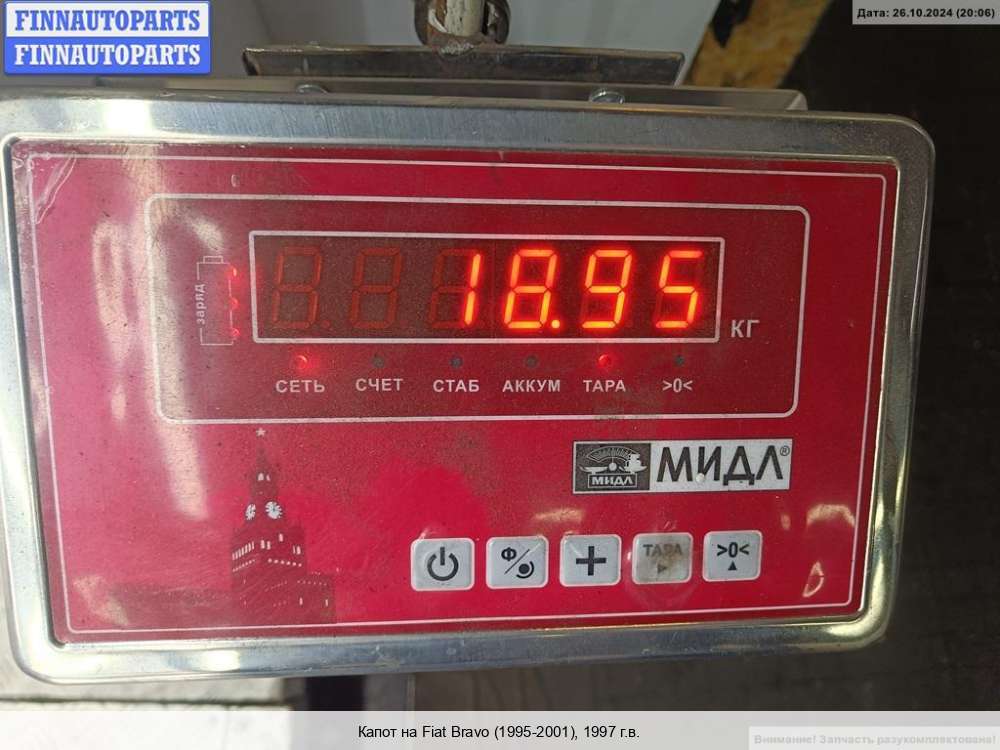 FINNAUTOPARTS
FINNAUTOPARTS
Дата: 26.10.2024 (20:06)
заряд
18.95
кг
СЕТЬ СЧЕТ СТАБ АККУМ ТАРА >0<
МИДЛ
МИДЛ®
Ф
ТАРА
>0<
Капот на Fiat Bravo (1995-2001), 1997 г.в.
Внимание! Запчасть разукомплектована!